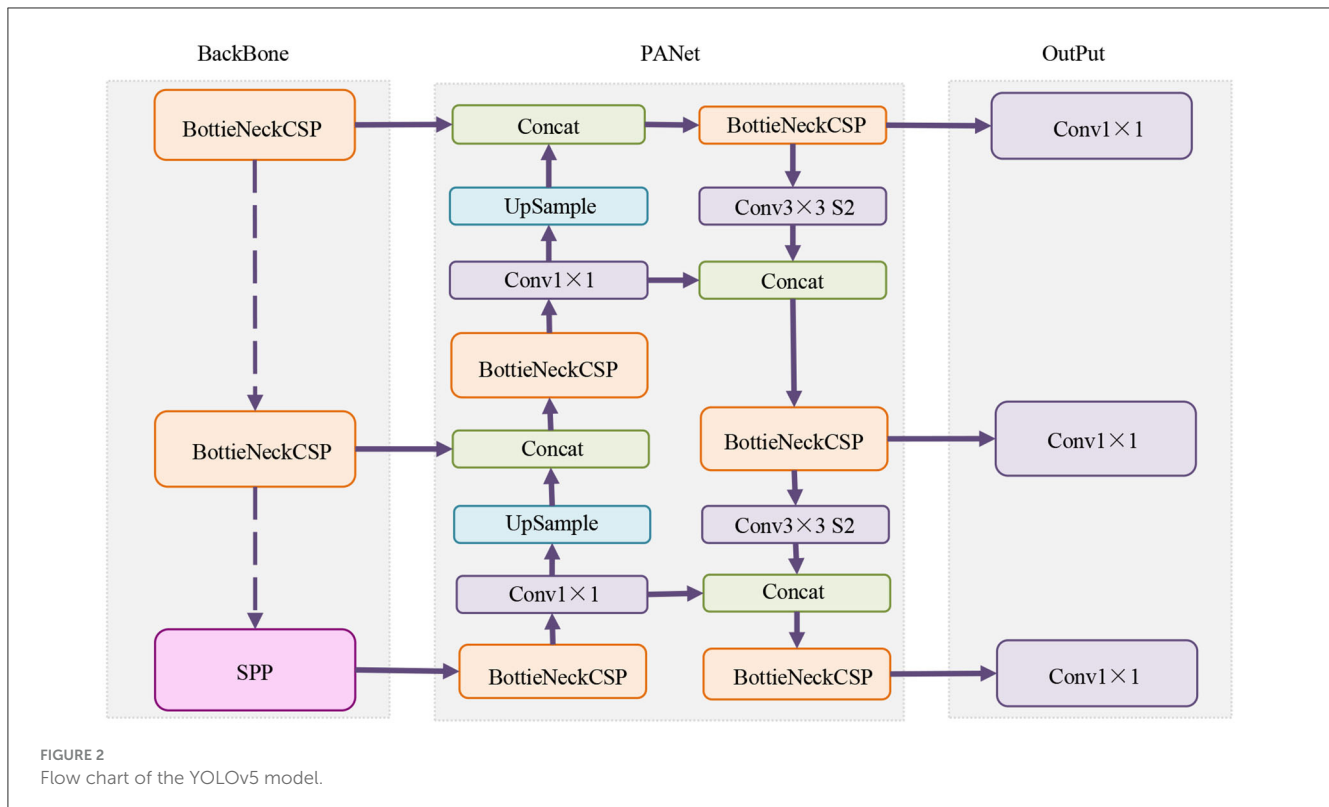 BackBone
PANet
OutPut
BottieNeckCSP
Concat
BottieNeckCSP
Conv1×1
UpSample
Conv3×3 S2
Conv1×1
Concat
BottieNeckCSP
BottieNeckCSP
Concat
BottieNeckCSP
Conv1×1
UpSample
Conv3×3 S2
Conv1×1
Concat
SPP
BottieNeckCSP
BottieNeckCSP
Conv1×1
FIGURE 2
Flow chart of the YOLOv5 model.